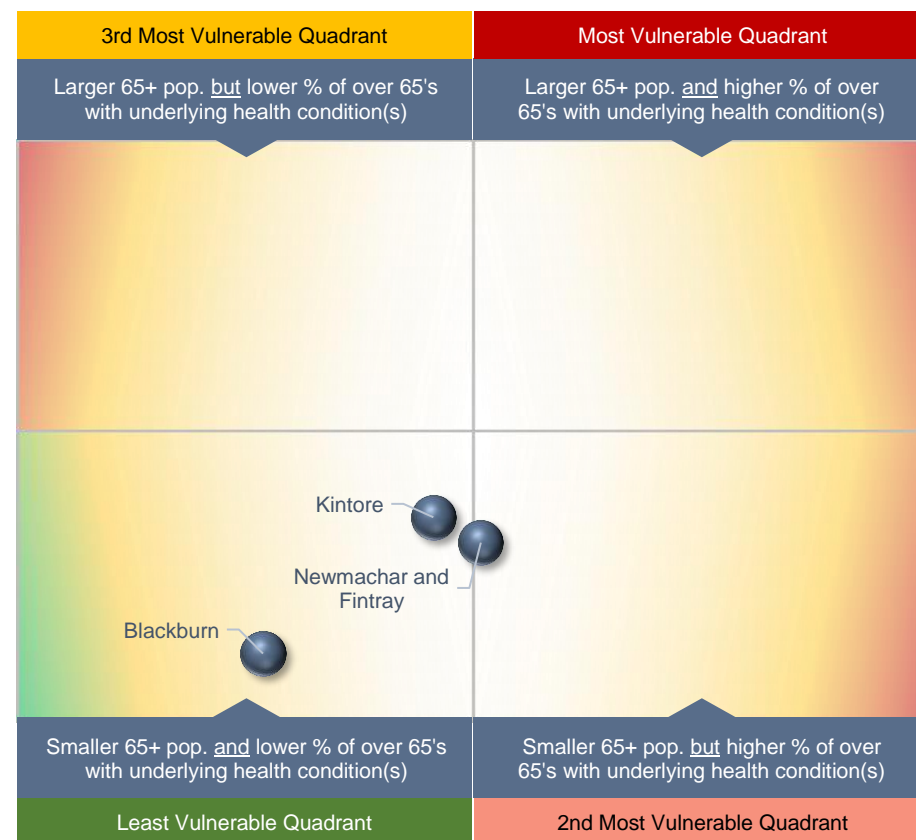 3rd Most Vulnerable Quadrant
Most Vulnerable Quadrant
Larger 65+ pop. but lower % of over 65's
with underlying health condition(s)
Larger 65+ pop. and higher % of over
65's with underlying health condition(s)
Kintore
Newmachar and
Fintray
Blackburn
Smaller 65+ pop. and lower % of over 65's
with underlying health condition(s)
Smaller 65+ pop. but higher % of over
65's with underlying health condition(s)
Least Vulnerable Quadrant
2nd Most Vulnerable Quadrant